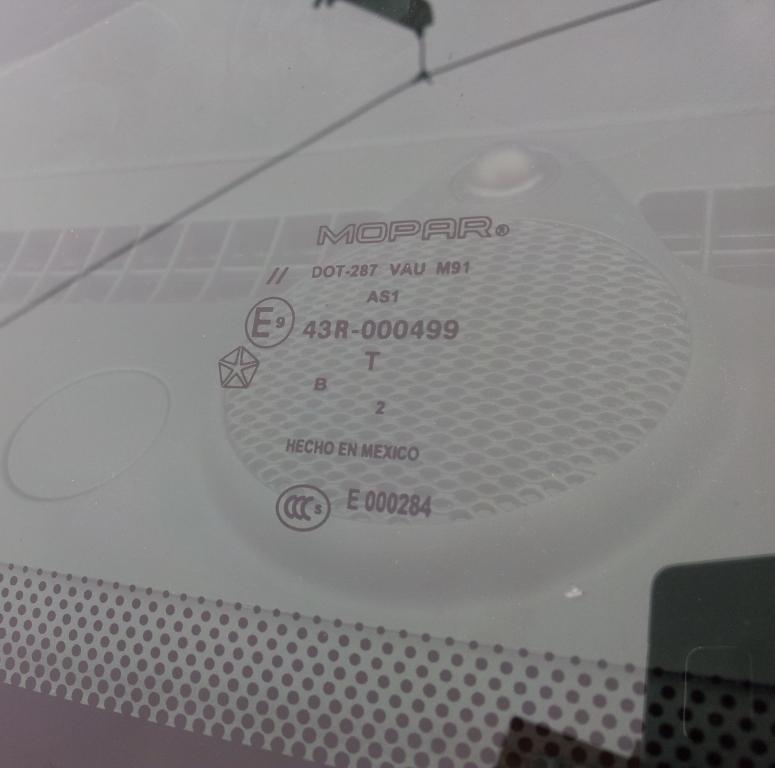 MOPAR®
// DOT-287 VAU M91
AS1
E9 43R-000499
T
B
2
HECHO EN MEXICO
CCC S E 000284